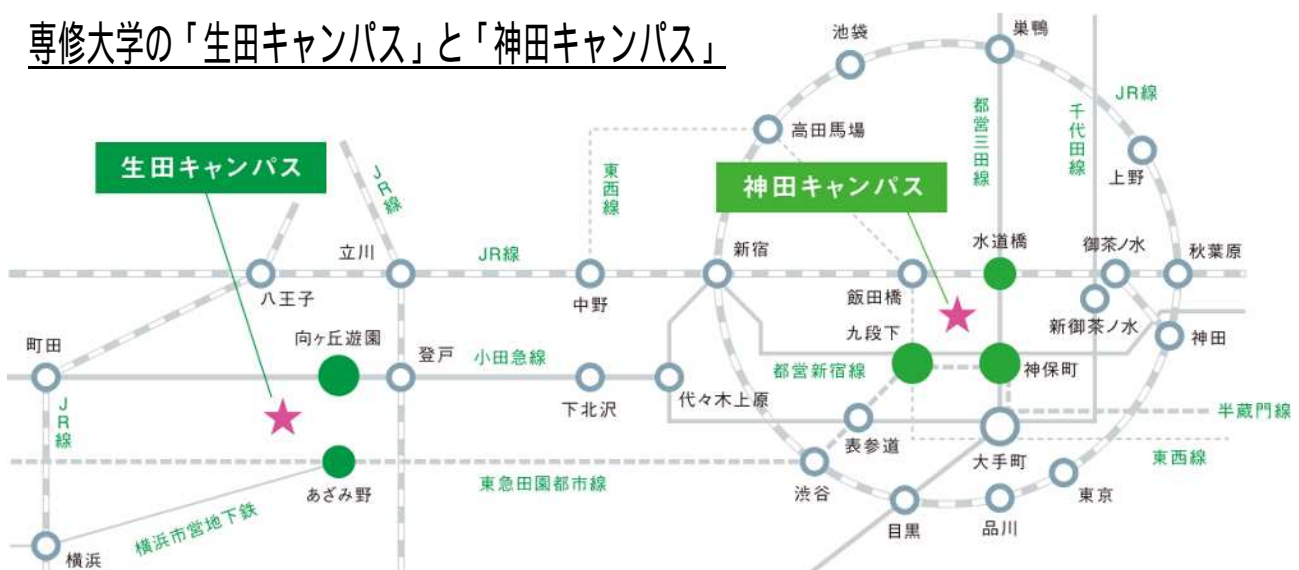 専修大学の「生田キャンパス」と「神田キャンパス」
池袋
巣鴨
JR線
都営三田線
千代田線
高田馬場
上野
生田キャンパス
JR線
東西線
神田キャンパス
水道橋
御茶ノ水
秋葉原
立川
JR線
新宿
八王子
中野
飯田橋
新御茶ノ水
神田
町田
向ヶ丘遊園
登戸
小田急線
九段下
都営新宿線
神保町
JR線
下北沢
代々木上原
半蔵門線
表参道
大手町
東西線
あざみ野
東急田園都市線
渋谷
東京
目黒
品川
横浜市営地下鉄
横浜